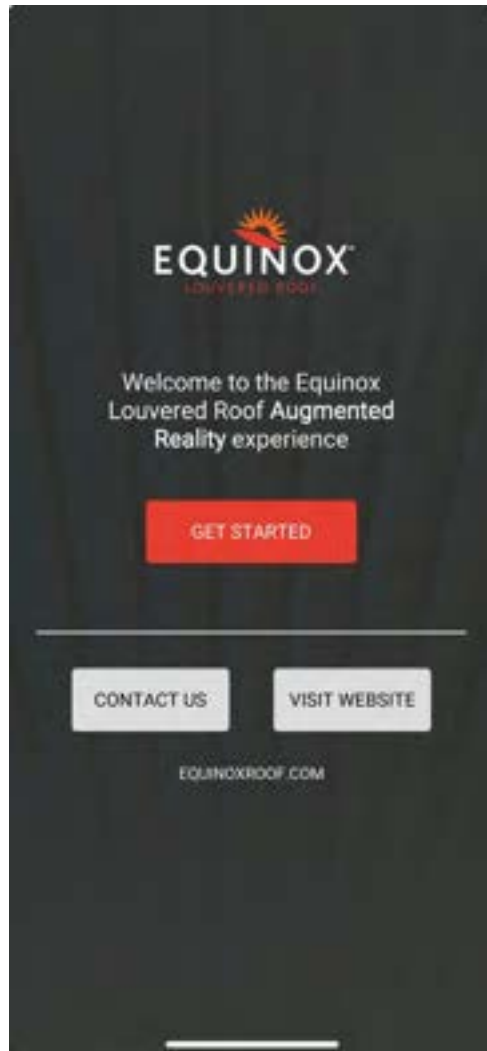 EQUINOX™
LOUVERED ROOF
Welcome to the Equinox
Louvered Roof Augmented
Reality experience
GET STARTED
CONTACT US
VISIT WEBSITE
EQUINOXROOF.COM